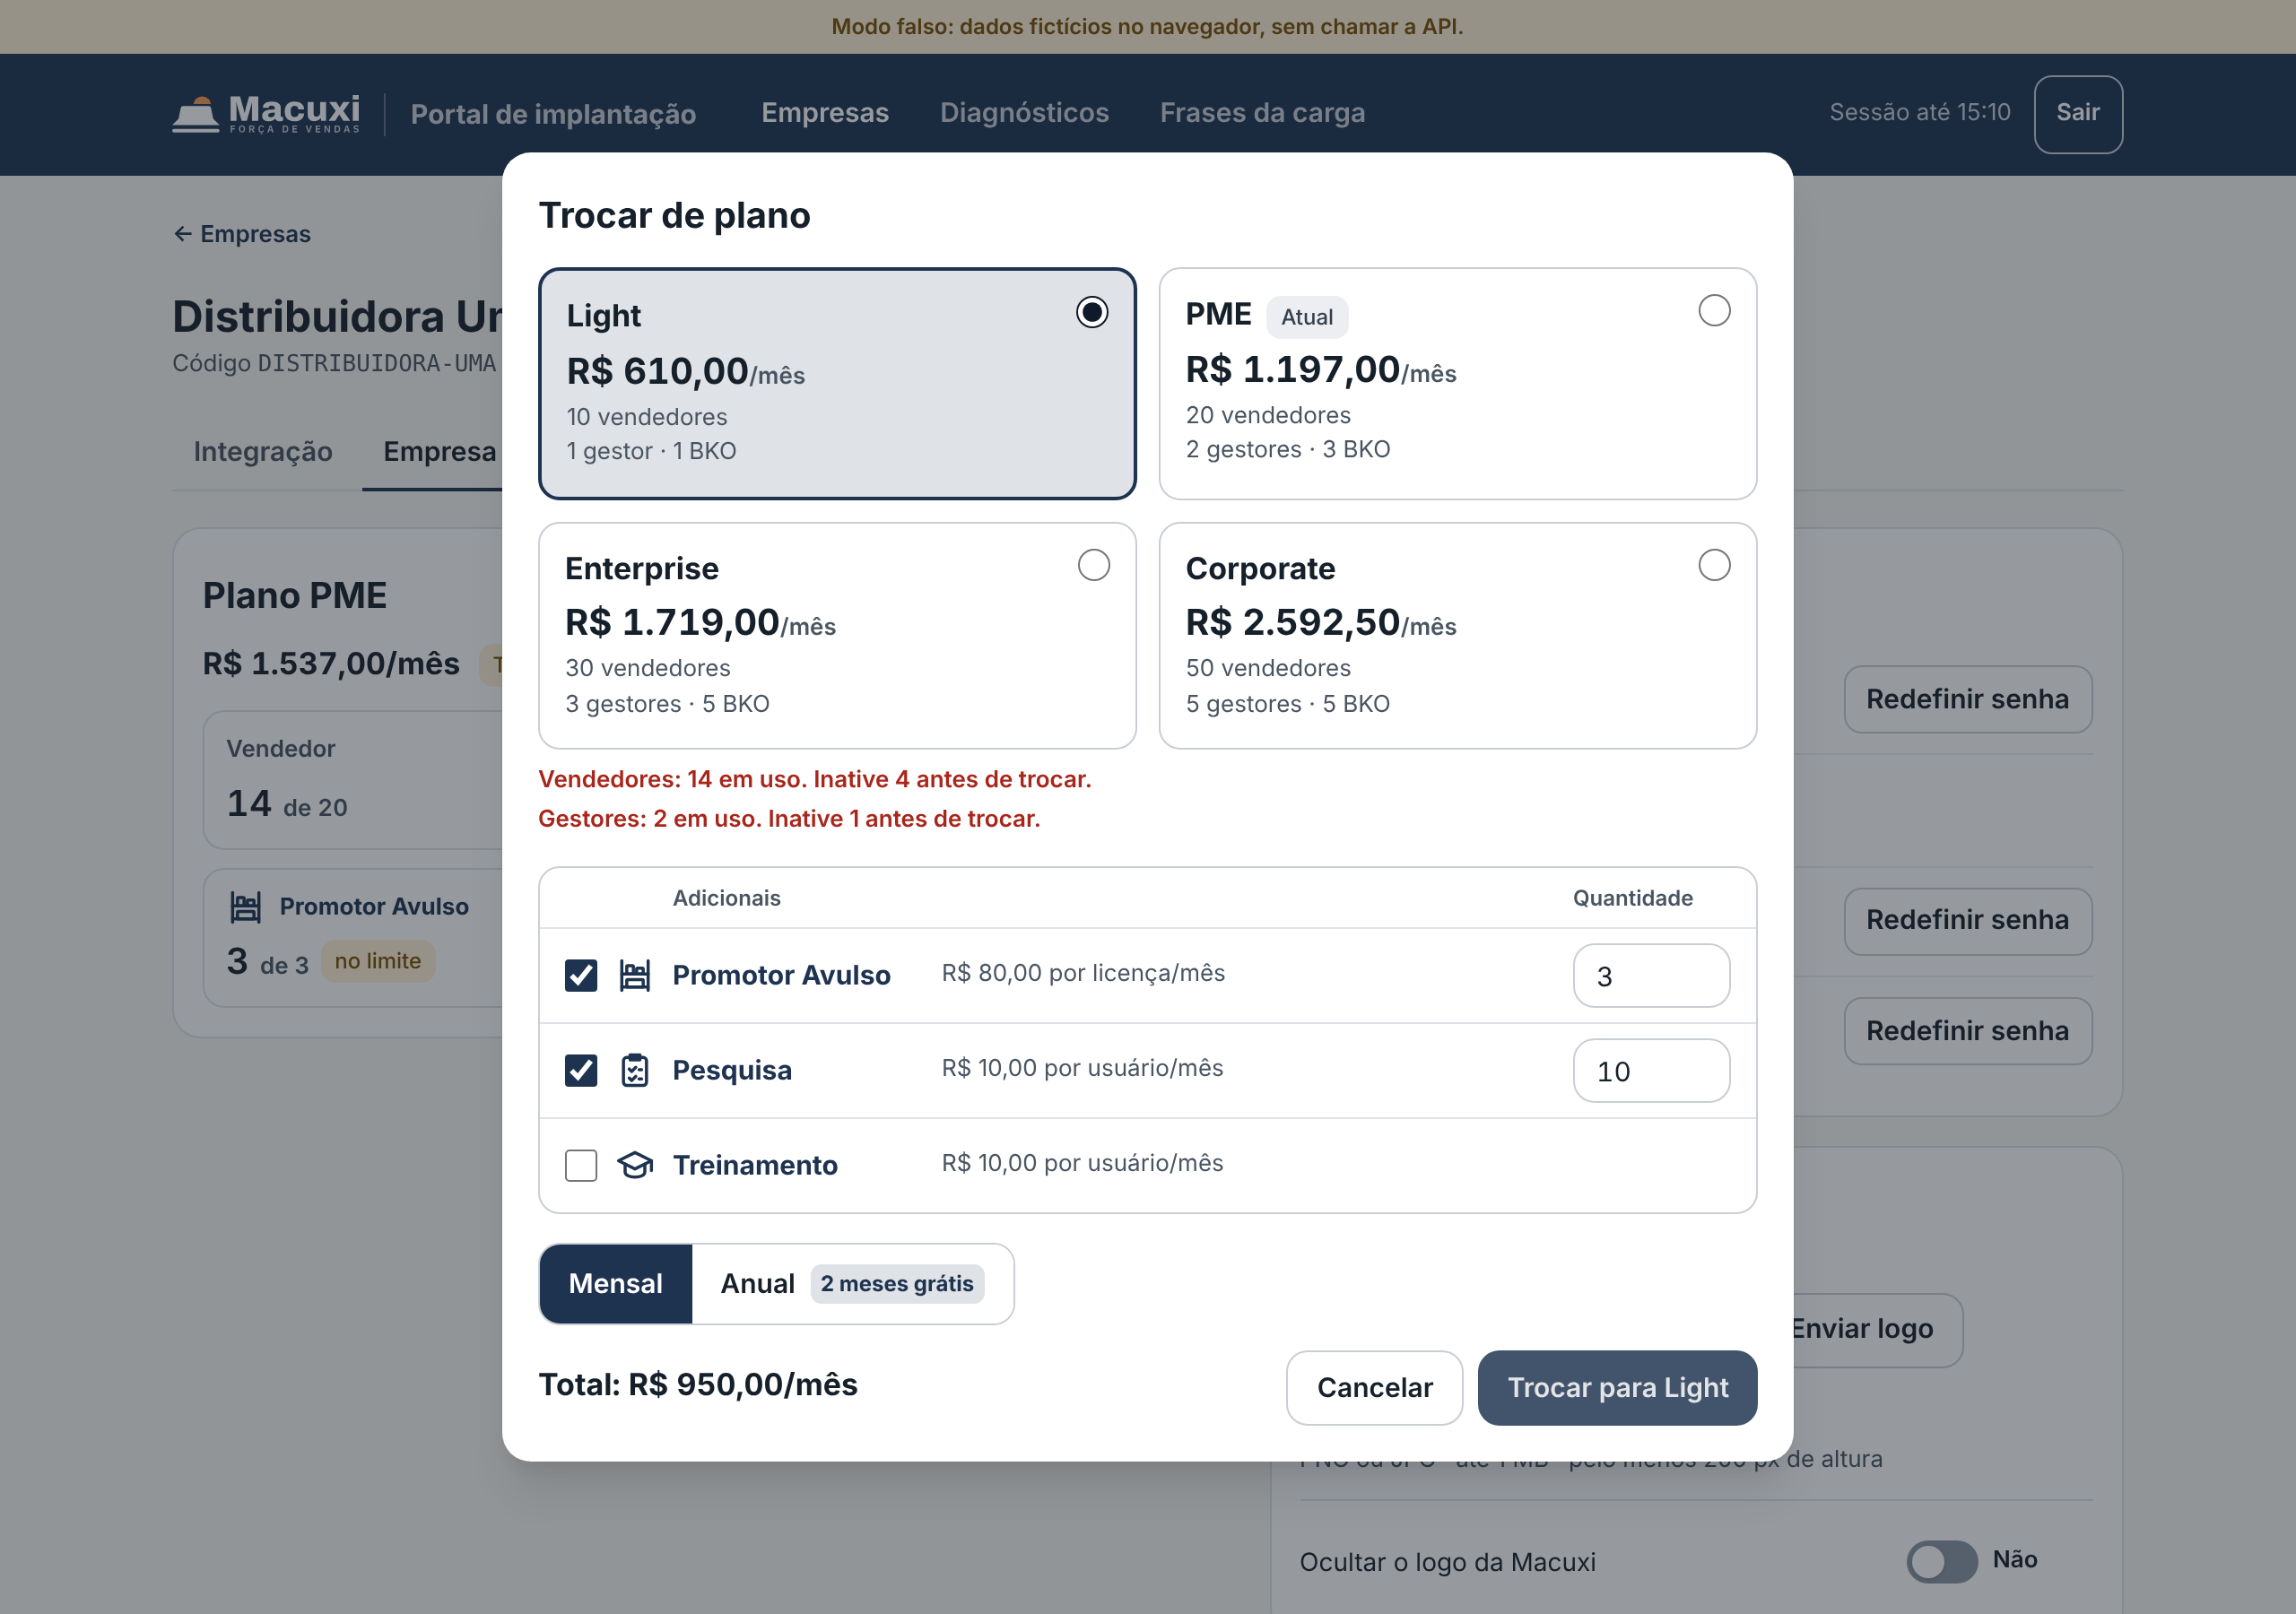 Modo falso: dados fictícios no navegador, sem chamar a API.
Macuxi
FORÇA DE VENDAS
Portal de implantação
Empresas
Diagnósticos
Frases da carga
Sessão até 15:10
Sair
← Empresas
Distribuidora
Código DISTRIBUIDORA-UMA
Integração
Empresa
Plano PME
R$ 1.537,00/mês
Vendedor
14 de 20
Promotor Avulso
3 de 3 no limite
Trocar de plano
Light
R$ 610,00/mês
10 vendedores
1 gestor · 1 BKO
PME Atual
R$ 1.197,00/mês
20 vendedores
2 gestores · 3 BKO
Enterprise
R$ 1.719,00/mês
30 vendedores
3 gestores · 5 BKO
Corporate
R$ 2.592,50/mês
50 vendedores
5 gestores · 5 BKO
Vendedores: 14 em uso. Inative 4 antes de trocar.
Gestores: 2 em uso. Inative 1 antes de trocar.
Adicionais Quantidade
Promotor Avulso R$ 80,00 por licença/mês 3
Pesquisa R$ 10,00 por usuário/mês 10
Treinamento R$ 10,00 por usuário/mês
Mensal
Anual 2 meses grátis
Total: R$ 950,00/mês
Cancelar
Trocar para Light
Redefinir senha
Redefinir senha
Redefinir senha
Enviar logo
de altura
Ocultar o logo da Macuxi
Não